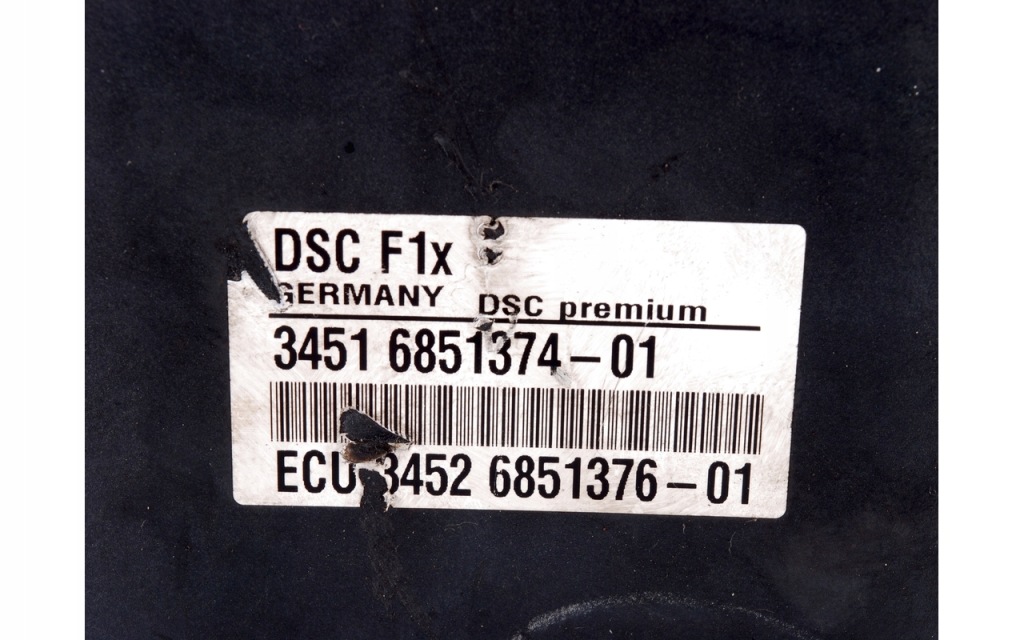 DSC F1x
GERMANY DSC premium
3451 6851374-01
ECU 3452 6851376-01